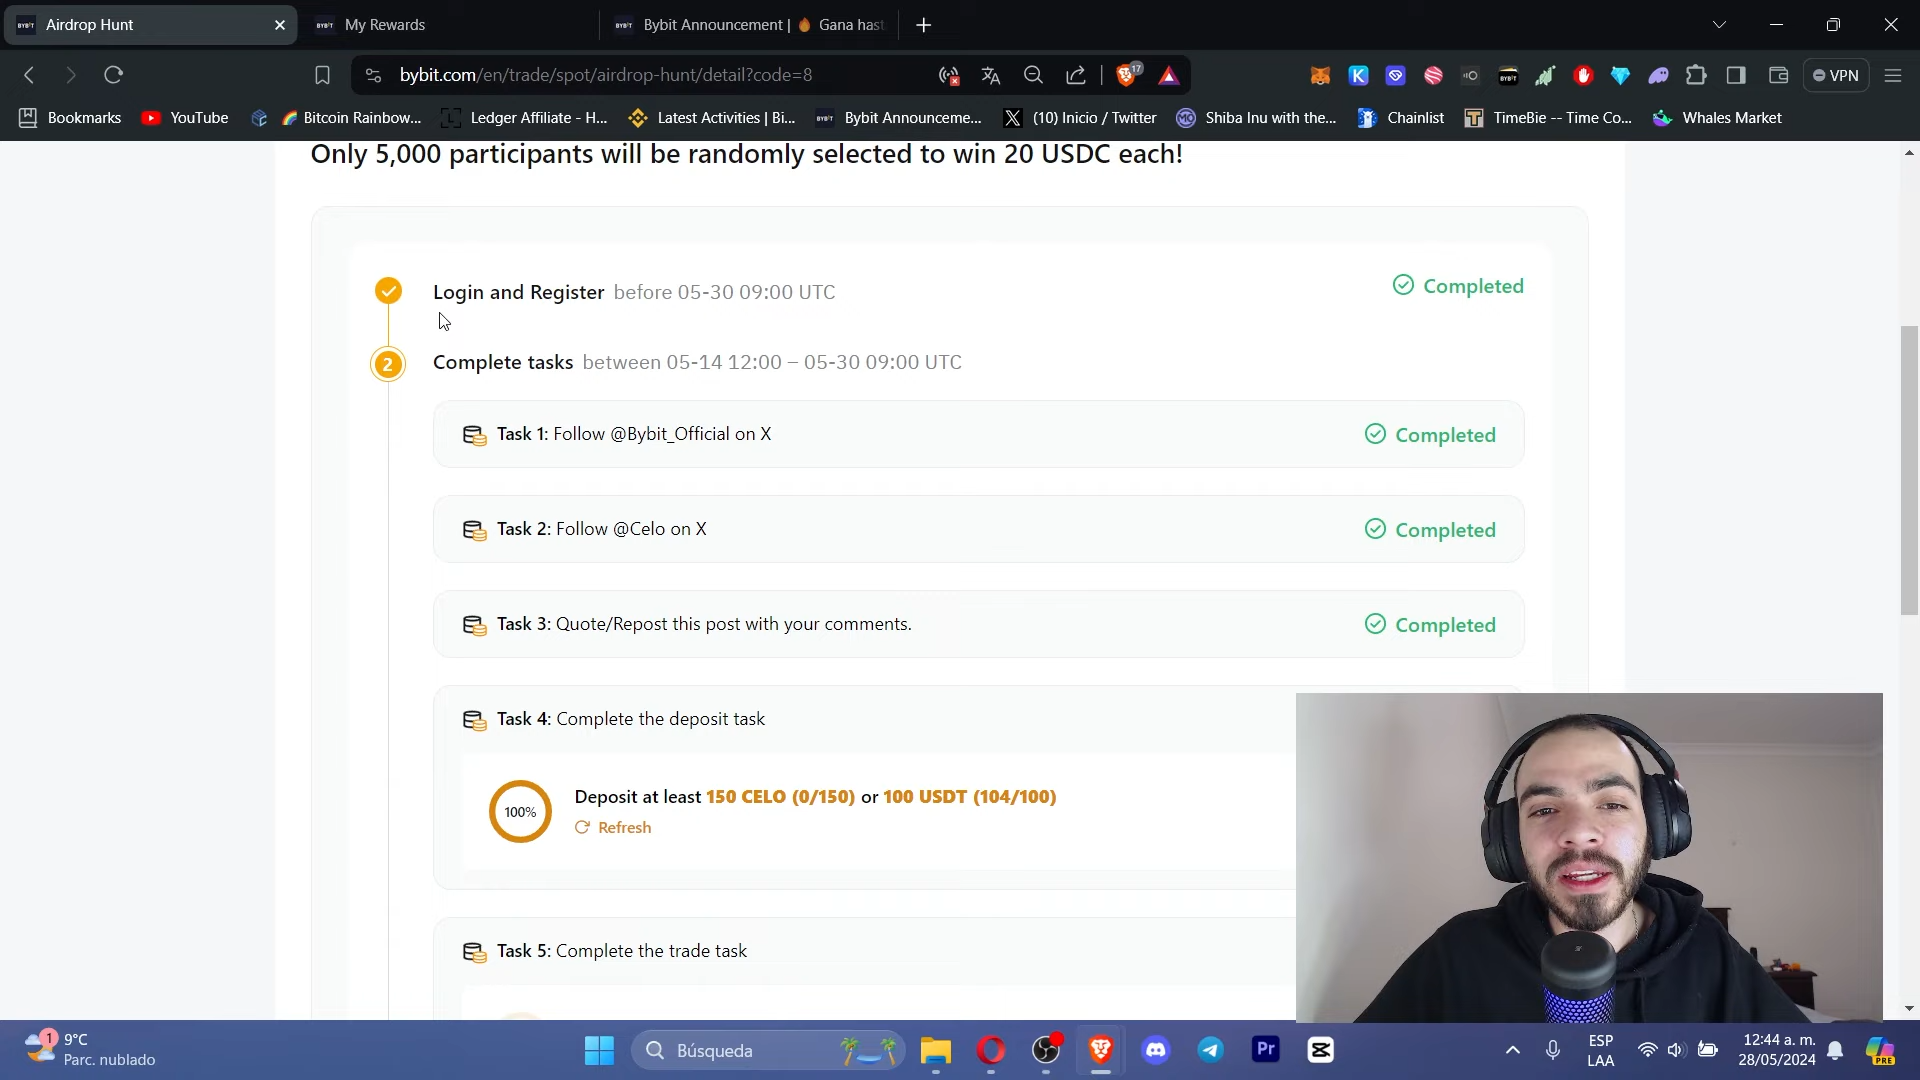 Airdrop Hunt
My Rewards
Bybit Announcement | 🔥 Gana hast
bybit.com/en/trade/spot/airdrop-hunt/detail?code=8
17
VPN
Bookmarks
YouTube
Bitcoin Rainbow...
Ledger Affiliate - H...
Latest Activities | Bi...
Bybit Announceme...
(10) Inicio / Twitter
Shiba Inu with the...
Chainlist
TimeBie -- Time Co...
Whales Market
Only 5,000 participants will be randomly selected to win 20 USDC each!
Login and Register before 05-30 09:00 UTC
Completed
2
Complete tasks between 05-14 12:00 – 05-30 09:00 UTC
Task 1: Follow @Bybit_Official on X
Completed
Task 2: Follow @Celo on X
Completed
Task 3: Quote/Repost this post with your comments.
Completed
Task 4: Complete the deposit task
100%
Deposit at least 150 CELO (0/150) or 100 USDT (104/100)
Refresh
Task 5: Complete the trade task
1
9°C
Parc. nublado
Búsqueda
Pr
ESP
LAA
12:44 a. m.
28/05/2024
PRE